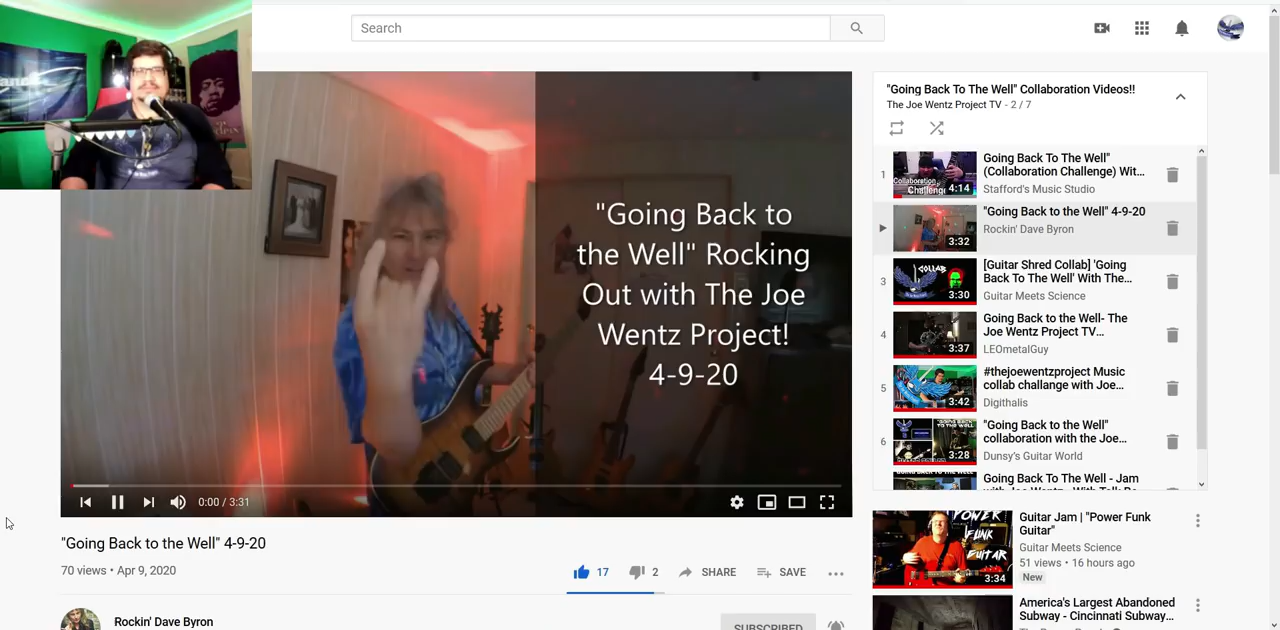 Search
"Going Back to
the Well" Rocking
Out with The Joe
Wentz Project!
4-9-20
0:00 / 3:31
"Going Back to the Well" 4-9-20
70 views • Apr 9, 2020
17
2
SHARE
SAVE
Rockin' Dave Byron
SUBSCRIBED
"Going Back To The Well" Collaboration Videos!!
The Joe Wentz Project TV - 2 / 7
1
4:14
Going Back To The Well"
(Collaboration Challenge) Wit...
Stafford's Music Studio
3:32
"Going Back to the Well" 4-9-20
Rockin' Dave Byron
3
COLLAB
3:30
[Guitar Shred Collab] 'Going
Back To The Well' With The...
Guitar Meets Science
4
3:37
Going Back to the Well- The
Joe Wentz Project TV...
LEOmetalGuy
5
3:42
#thejoewentzproject Music
collab challange with Joe...
Digithalis
6
3:28
"Going Back to the Well"
collaboration with the Joe...
Dunsy's Guitar World
Going Back To The Well - Jam
POWER
FUNK
GUITAR
3:34
Guitar Jam | "Power Funk
Guitar"
Guitar Meets Science
51 views • 16 hours ago
New
America's Largest Abandoned
Subway - Cincinnati Subway...